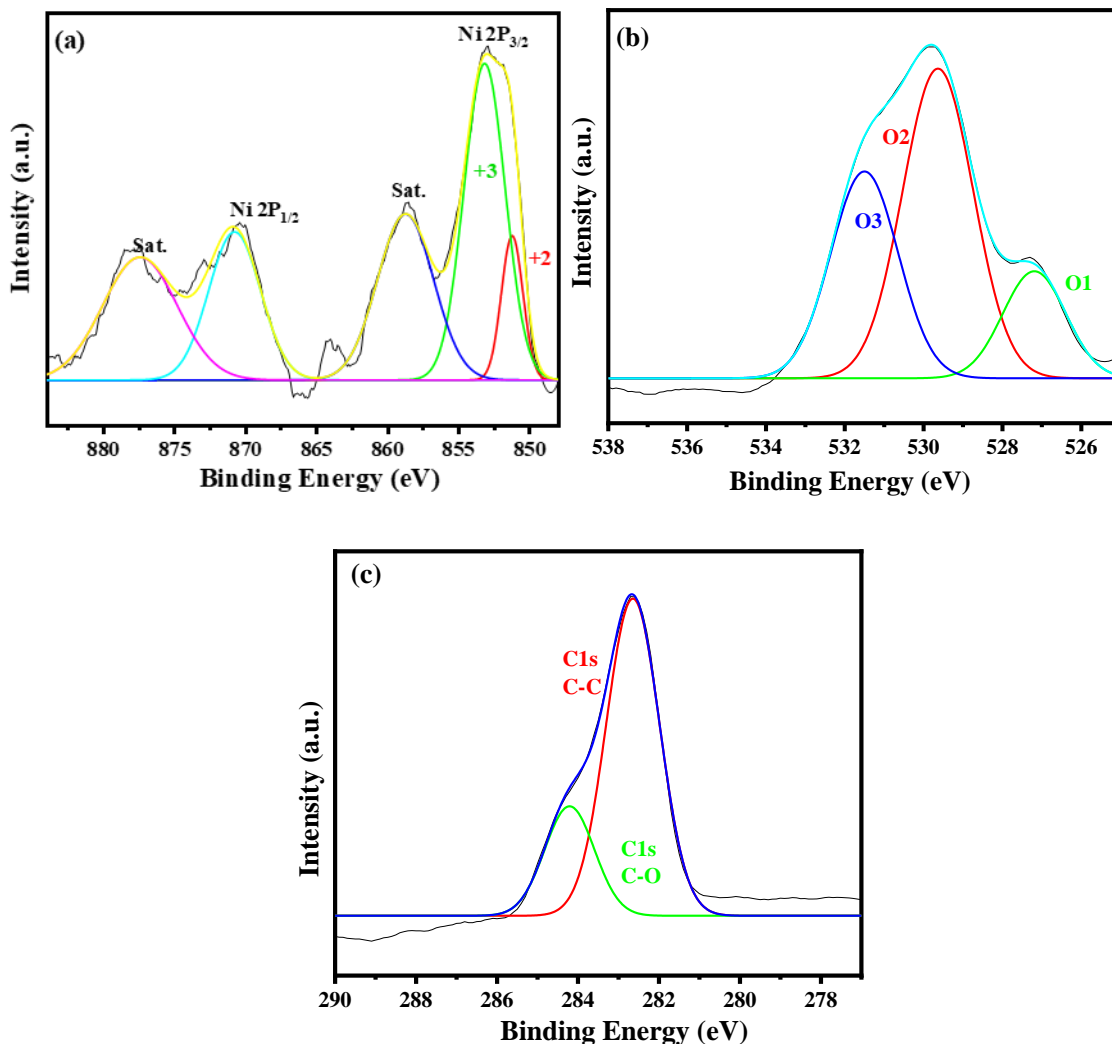 (a)
Ni 2P3/2
+3
Sat.
Ni 2P1/2
Sat.
+2
Intensity (a.u.)
880 875 870 865 860 855 850
Binding Energy (eV)
(b)
O2
O3
O1
Intensity (a.u.)
538 536 534 532 530 528 526
Binding Energy (eV)
(c)
C1s
C-C
C1s
C-O
Intensity (a.u.)
290 286 284 282 280 278
Binding Energy (eV)